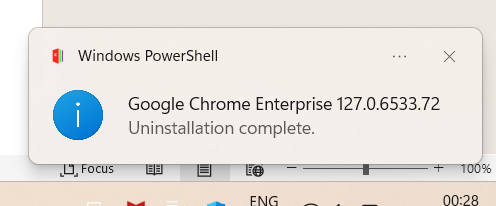 Windows PowerShell
Google Chrome Enterprise 127.0.6533.72
Uninstallation complete.
Focus
100%
ENG
00:28